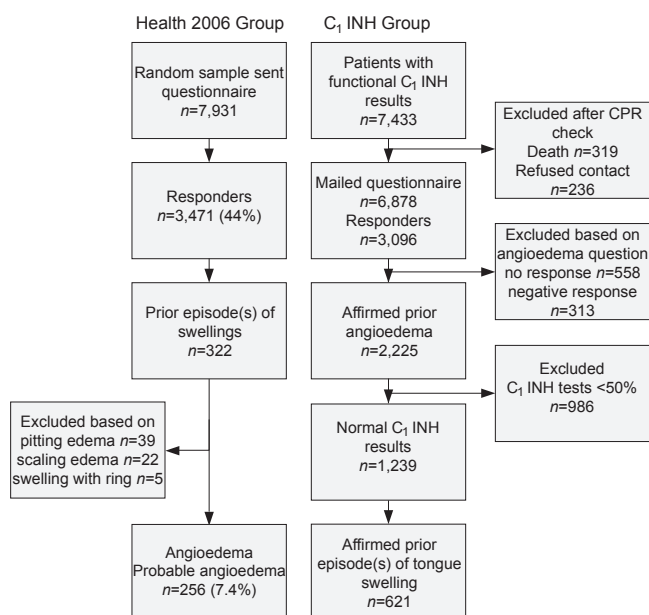 Health 2006 Group
Random sample sent
questionnaire
n=7,931
Responders
n=3,471 (44%)
Prior episode(s) of
swellings
n=322
Excluded based on
pitting edema n=39
scaling edema n=22
swelling with ring n=5
Angioedema
Probable angioedema
n=256 (7.4%)
C₁ INH Group
Patients with
functional C₁ INH
results
n=7,433
Excluded after CPR
check
Death n=319
Refused contact
n=236
Mailed questionnaire
n=6,878
Responders
n=3,096
Excluded based on
angioedema question
no response n=558
negative response
n=313
Affirmed prior
angioedema
n=2,225
Excluded
C₁ INH tests <50%
n=986
Normal C₁ INH
results
n=1,239
Affirmed prior
episode(s) of tongue
swelling
n=621